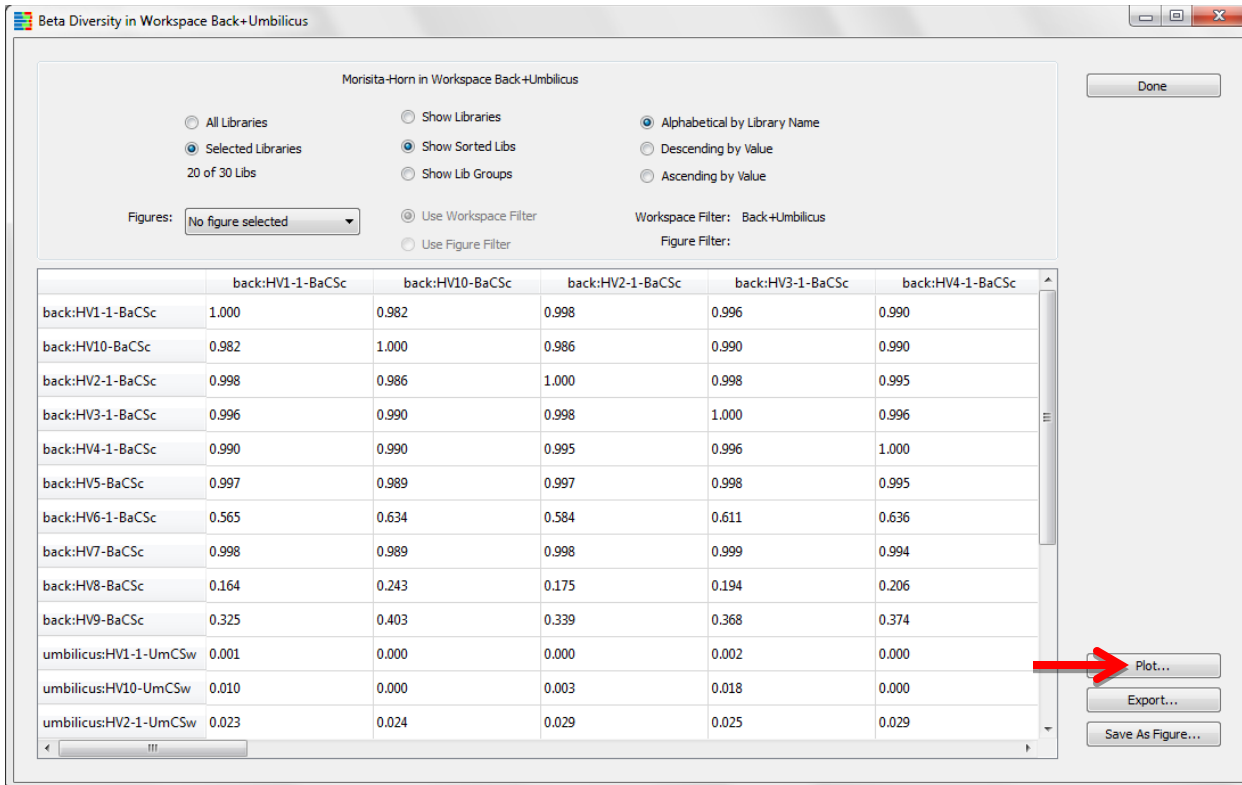 Beta Diversity in Workspace Back+Umbilicus
Morisita-Horn in Workspace Back+Umbilicus
Done
All Libraries
Show Libraries
Alphabetical by Library Name
Selected Libraries
Show Sorted Libs
Descending by Value
20 of 30 Libs
Show Lib Groups
Ascending by Value
Figures: No figure selected
Use Workspace Filter
Workspace Filter: Back+Umbilicus
Use Figure Filter
Figure Filter:
back:HV1-1-BaCSc back:HV10-BaCSc back:HV2-1-BaCSc back:HV3-1-BaCSc back:HV4-1-BaCSc
back:HV1-1-BaCSc 1.000 0.982 0.998 0.996 0.990
back:HV10-BaCSc 0.982 1.000 0.986 0.990 0.990
back:HV2-1-BaCSc 0.998 0.986 1.000 0.998 0.995
back:HV3-1-BaCSc 0.996 0.990 0.998 1.000 0.996
back:HV4-1-BaCSc 0.990 0.990 0.995 0.996 1.000
back:HV5-BaCSc 0.997 0.989 0.997 0.998 0.995
back:HV6-1-BaCSc 0.565 0.634 0.584 0.611 0.636
back:HV7-BaCSc 0.998 0.989 0.998 0.999 0.994
back:HV8-BaCSc 0.164 0.243 0.175 0.194 0.206
back:HV9-BaCSc 0.325 0.403 0.339 0.368 0.374
umbilicus:HV1-1-UmCSw 0.001 0.000 0.000 0.002 0.000
umbilicus:HV10-UmCSw 0.010 0.000 0.003 0.018 0.000
umbilicus:HV2-1-UmCSw 0.023 0.024 0.029 0.025 0.029
Plot...
Export...
Save As Figure...